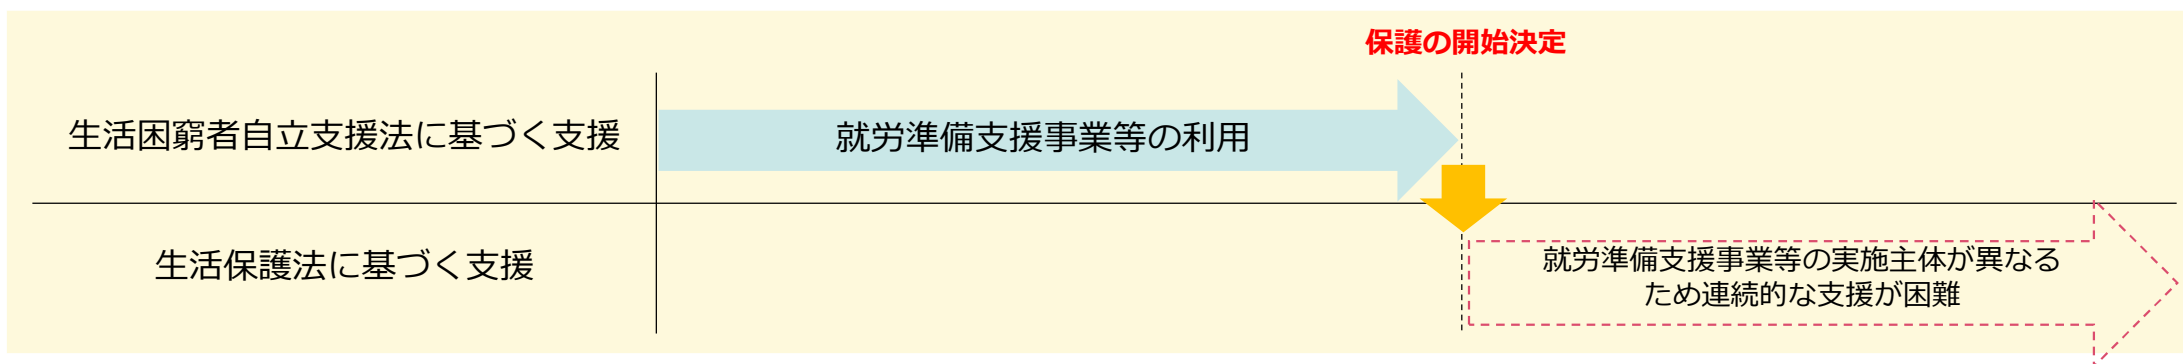 保護の開始決定
生活困窮者自立支援法に基づく支援
就労準備支援事業等の利用
生活保護法に基づく支援
就労準備支援事業等の実施主体が異なる
ため連続的な支援が困難